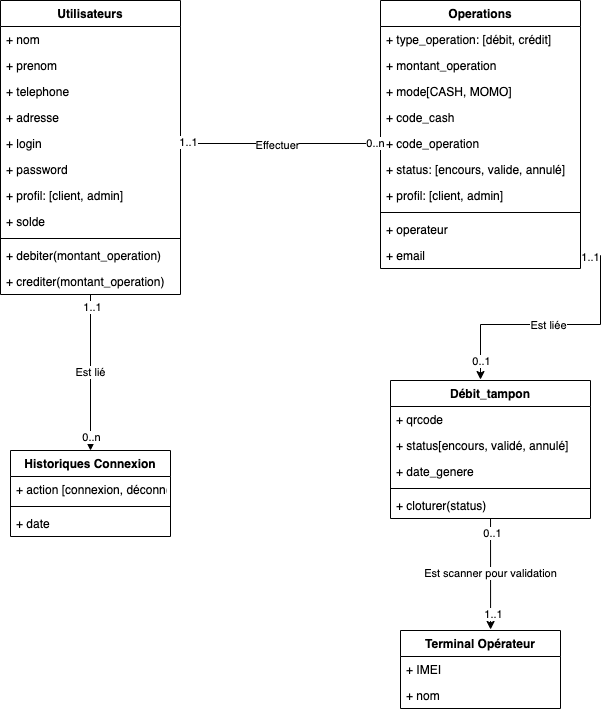 Utilisateurs
+ nom
+ prenom
+ telephone
+ adresse
+ login
+ password
+ profil: [client, admin]
+ solde
+ debiter(montant_operation)
+ crediter(montant_operation)
1..1
Effectuer
0..n
Operations
+ type_operation: [débit, crédit]
+ montant_operation
+ mode[CASH, MOMO]
+ code_cash
+ code_operation
+ status: [encours, valide, annulé]
+ profil: [client, admin]
+ operateur
+ email
1..1
Est liée
0..1
1..1
Est lié
0..n
Historiques Connexion
+ action [connexion, déconn
+ date
Débit_tampon
+ qrcode
+ status[encours, validé, annulé]
+ date_genere
+ cloturer(status)
0..1
Est scanner pour validation
1..1
Terminal Opérateur
+ IMEI
+ nom